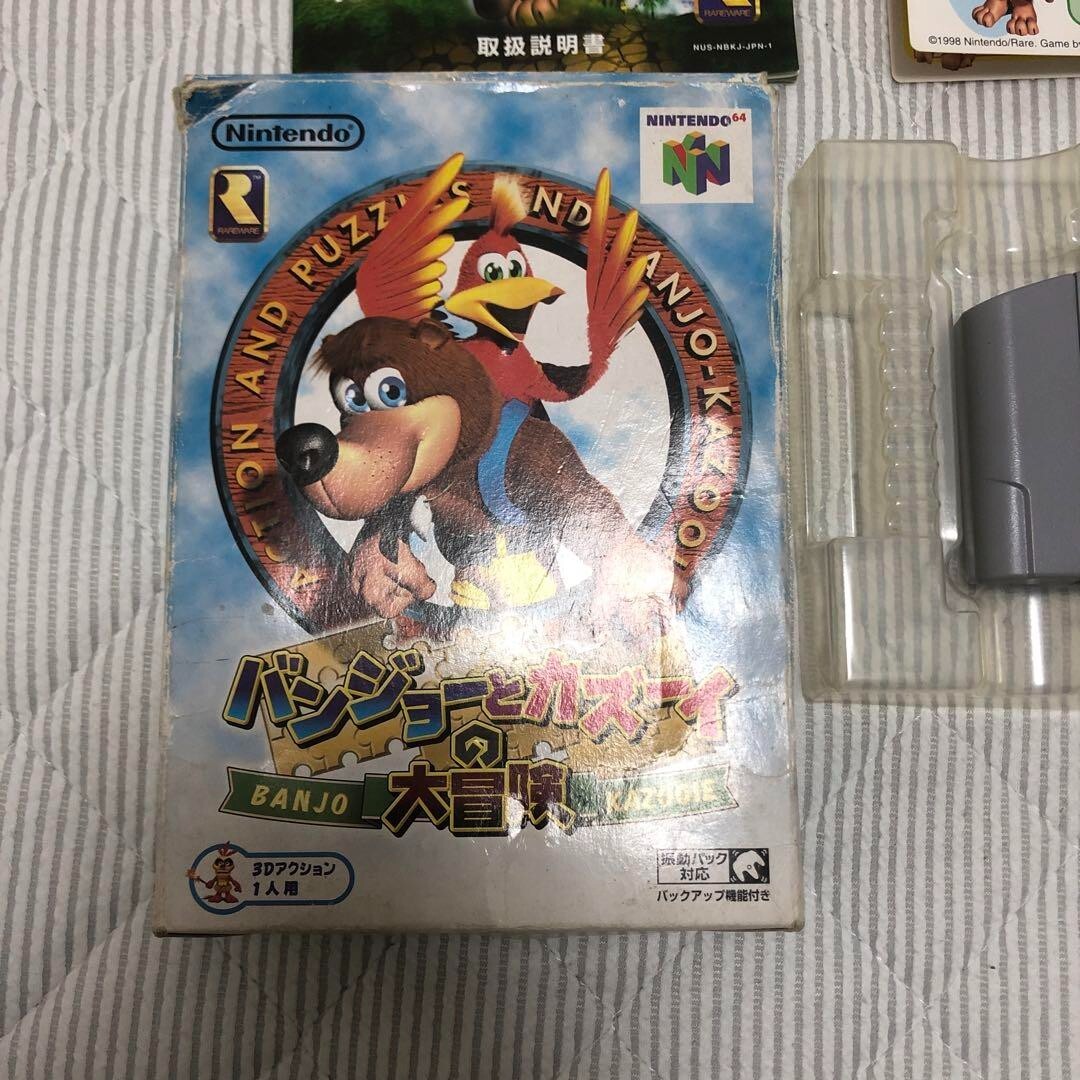 RAREWARE
取扱説明書
NUS-NBKJ-JPN-1
©1998 Nintendo/Rare. Game by
Nintendo
NINTENDO64
R™
RAREWARE
ACTION AND PUZZLES AND BANJO-KAZOOIE
バンジョーとカズーイ
の
大冒険
BANJO
KAZOOIE
3Dアクション
1人用
振動パック
対応
バックアップ機能付き